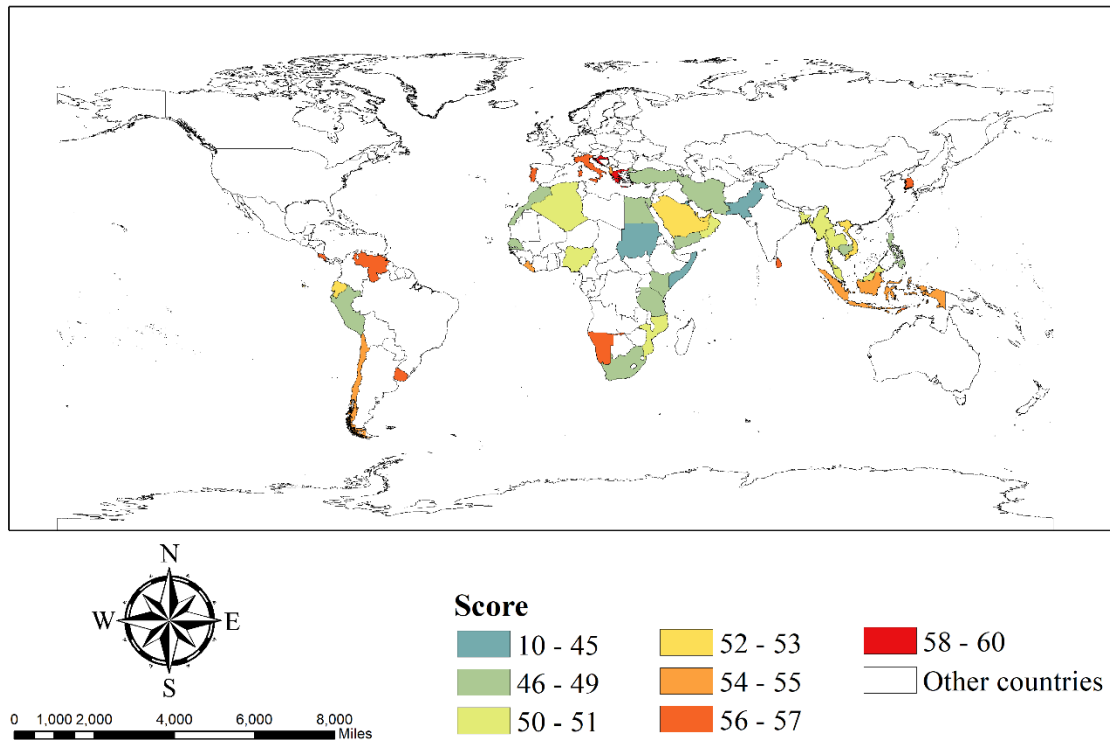 N
W E
S
0 1,000 2,000 4,000 6,000 8,000
Miles
Score
10 - 45
46 - 49
50 - 51
52 - 53
54 - 55
56 - 57
58 - 60
Other countries